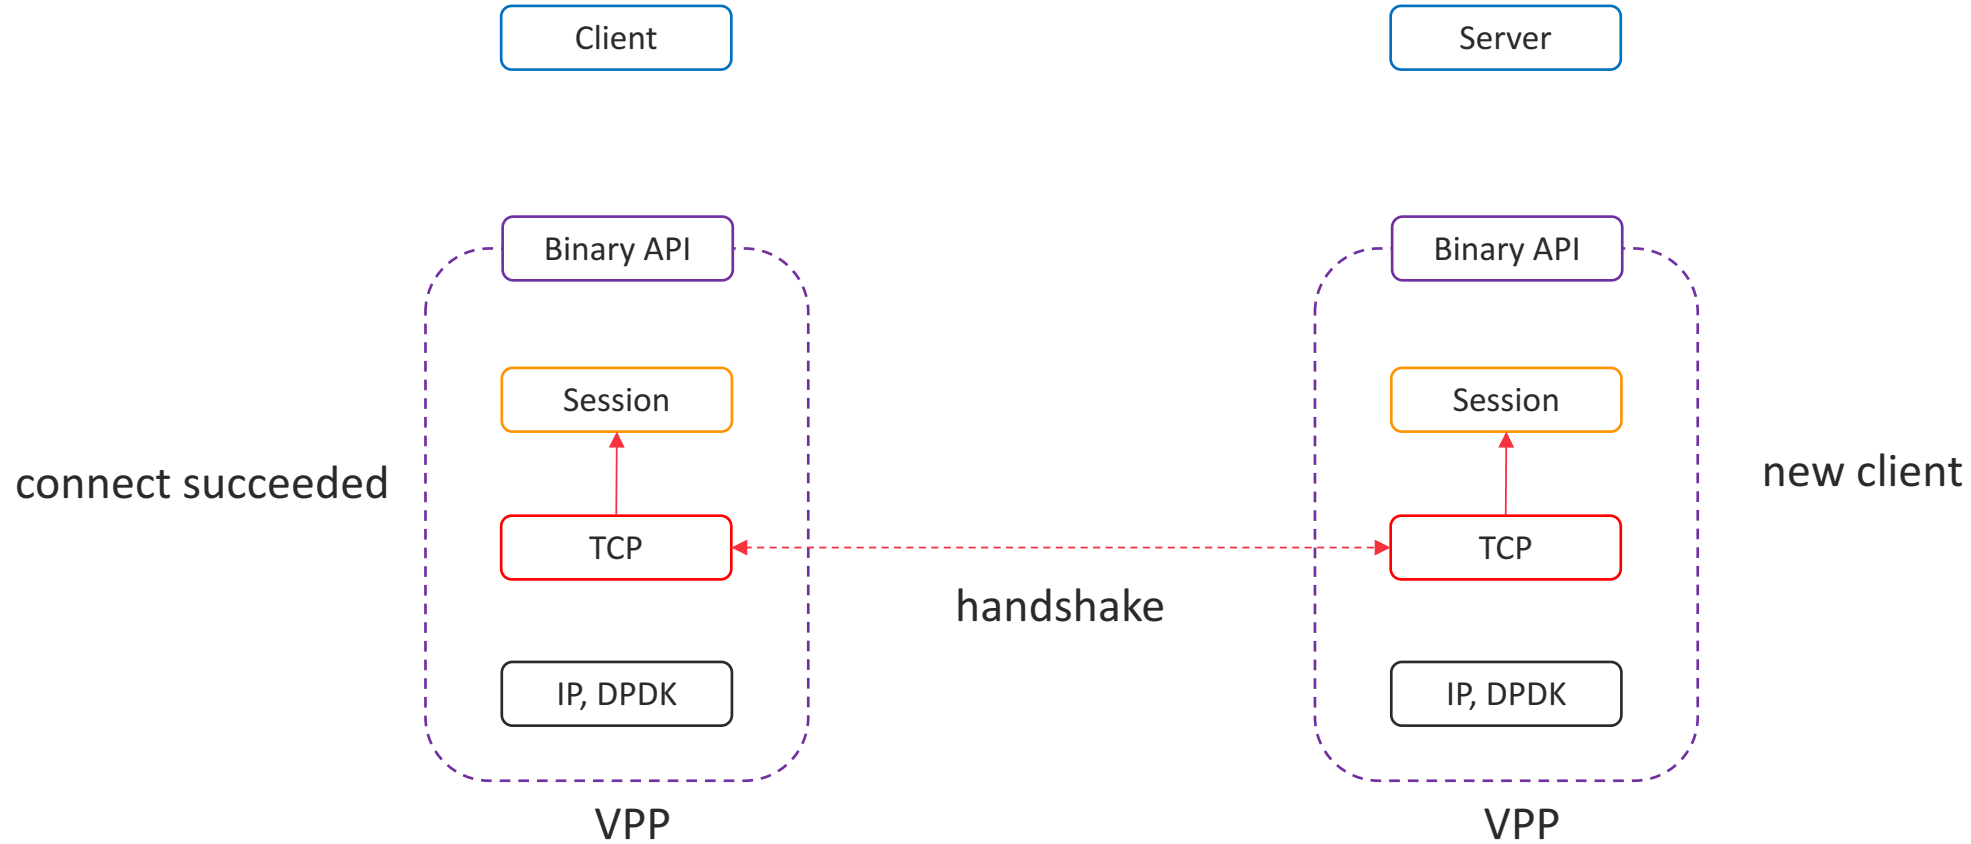 Client
Server
Binary API
Binary API
Session
Session
connect succeeded
new client
TCP
TCP
handshake
IP, DPDK
IP, DPDK
VPP
VPP